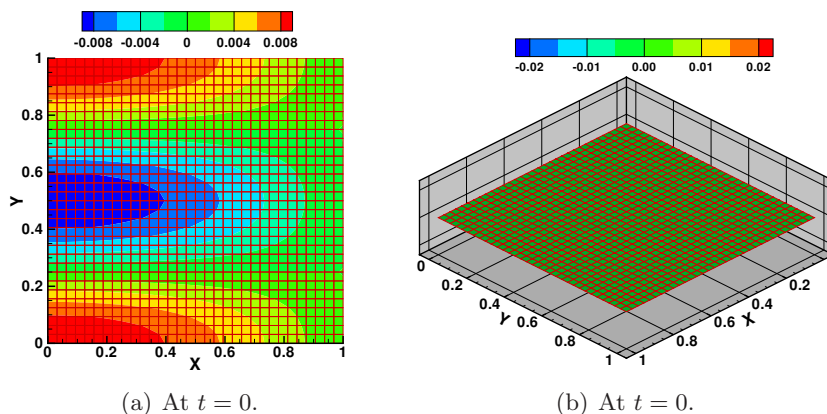 -0.008 -0.004 0 0.004 0.008
1
0.8
0.6
Y
0.4
0.2
0
0 0.2 0.4 0.6 0.8 1
X
(a) At t = 0.
-0.02 -0.01 0.00 0.01 0.02
0 0.2 0.4 0.6 0.8 1
Y
0.2 0.4 0.6 0.8 1
X
(b) At t = 0.